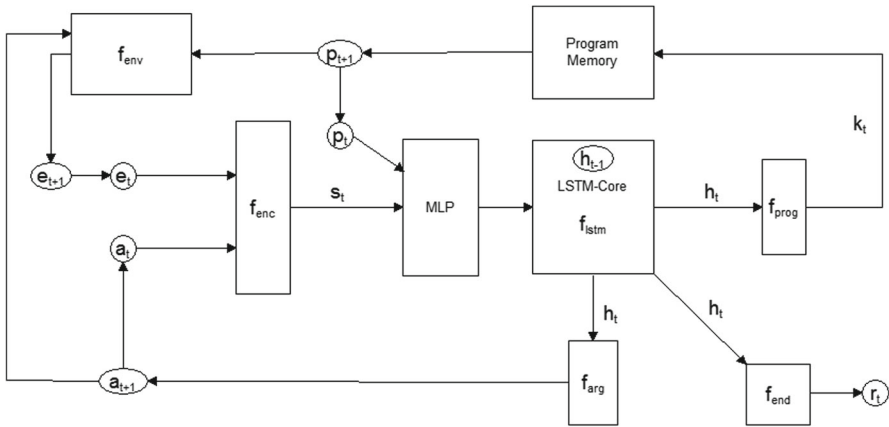 f_env
p_t+1
Program
Memory
p_t
k_t
e_t+1
e_t
f_enc
s_t
MLP
h_t-1
LSTM-Core
f_lstm
h_t
f_prog
a_t
h_t
h_t
a_t+1
f_arg
f_end
r_t